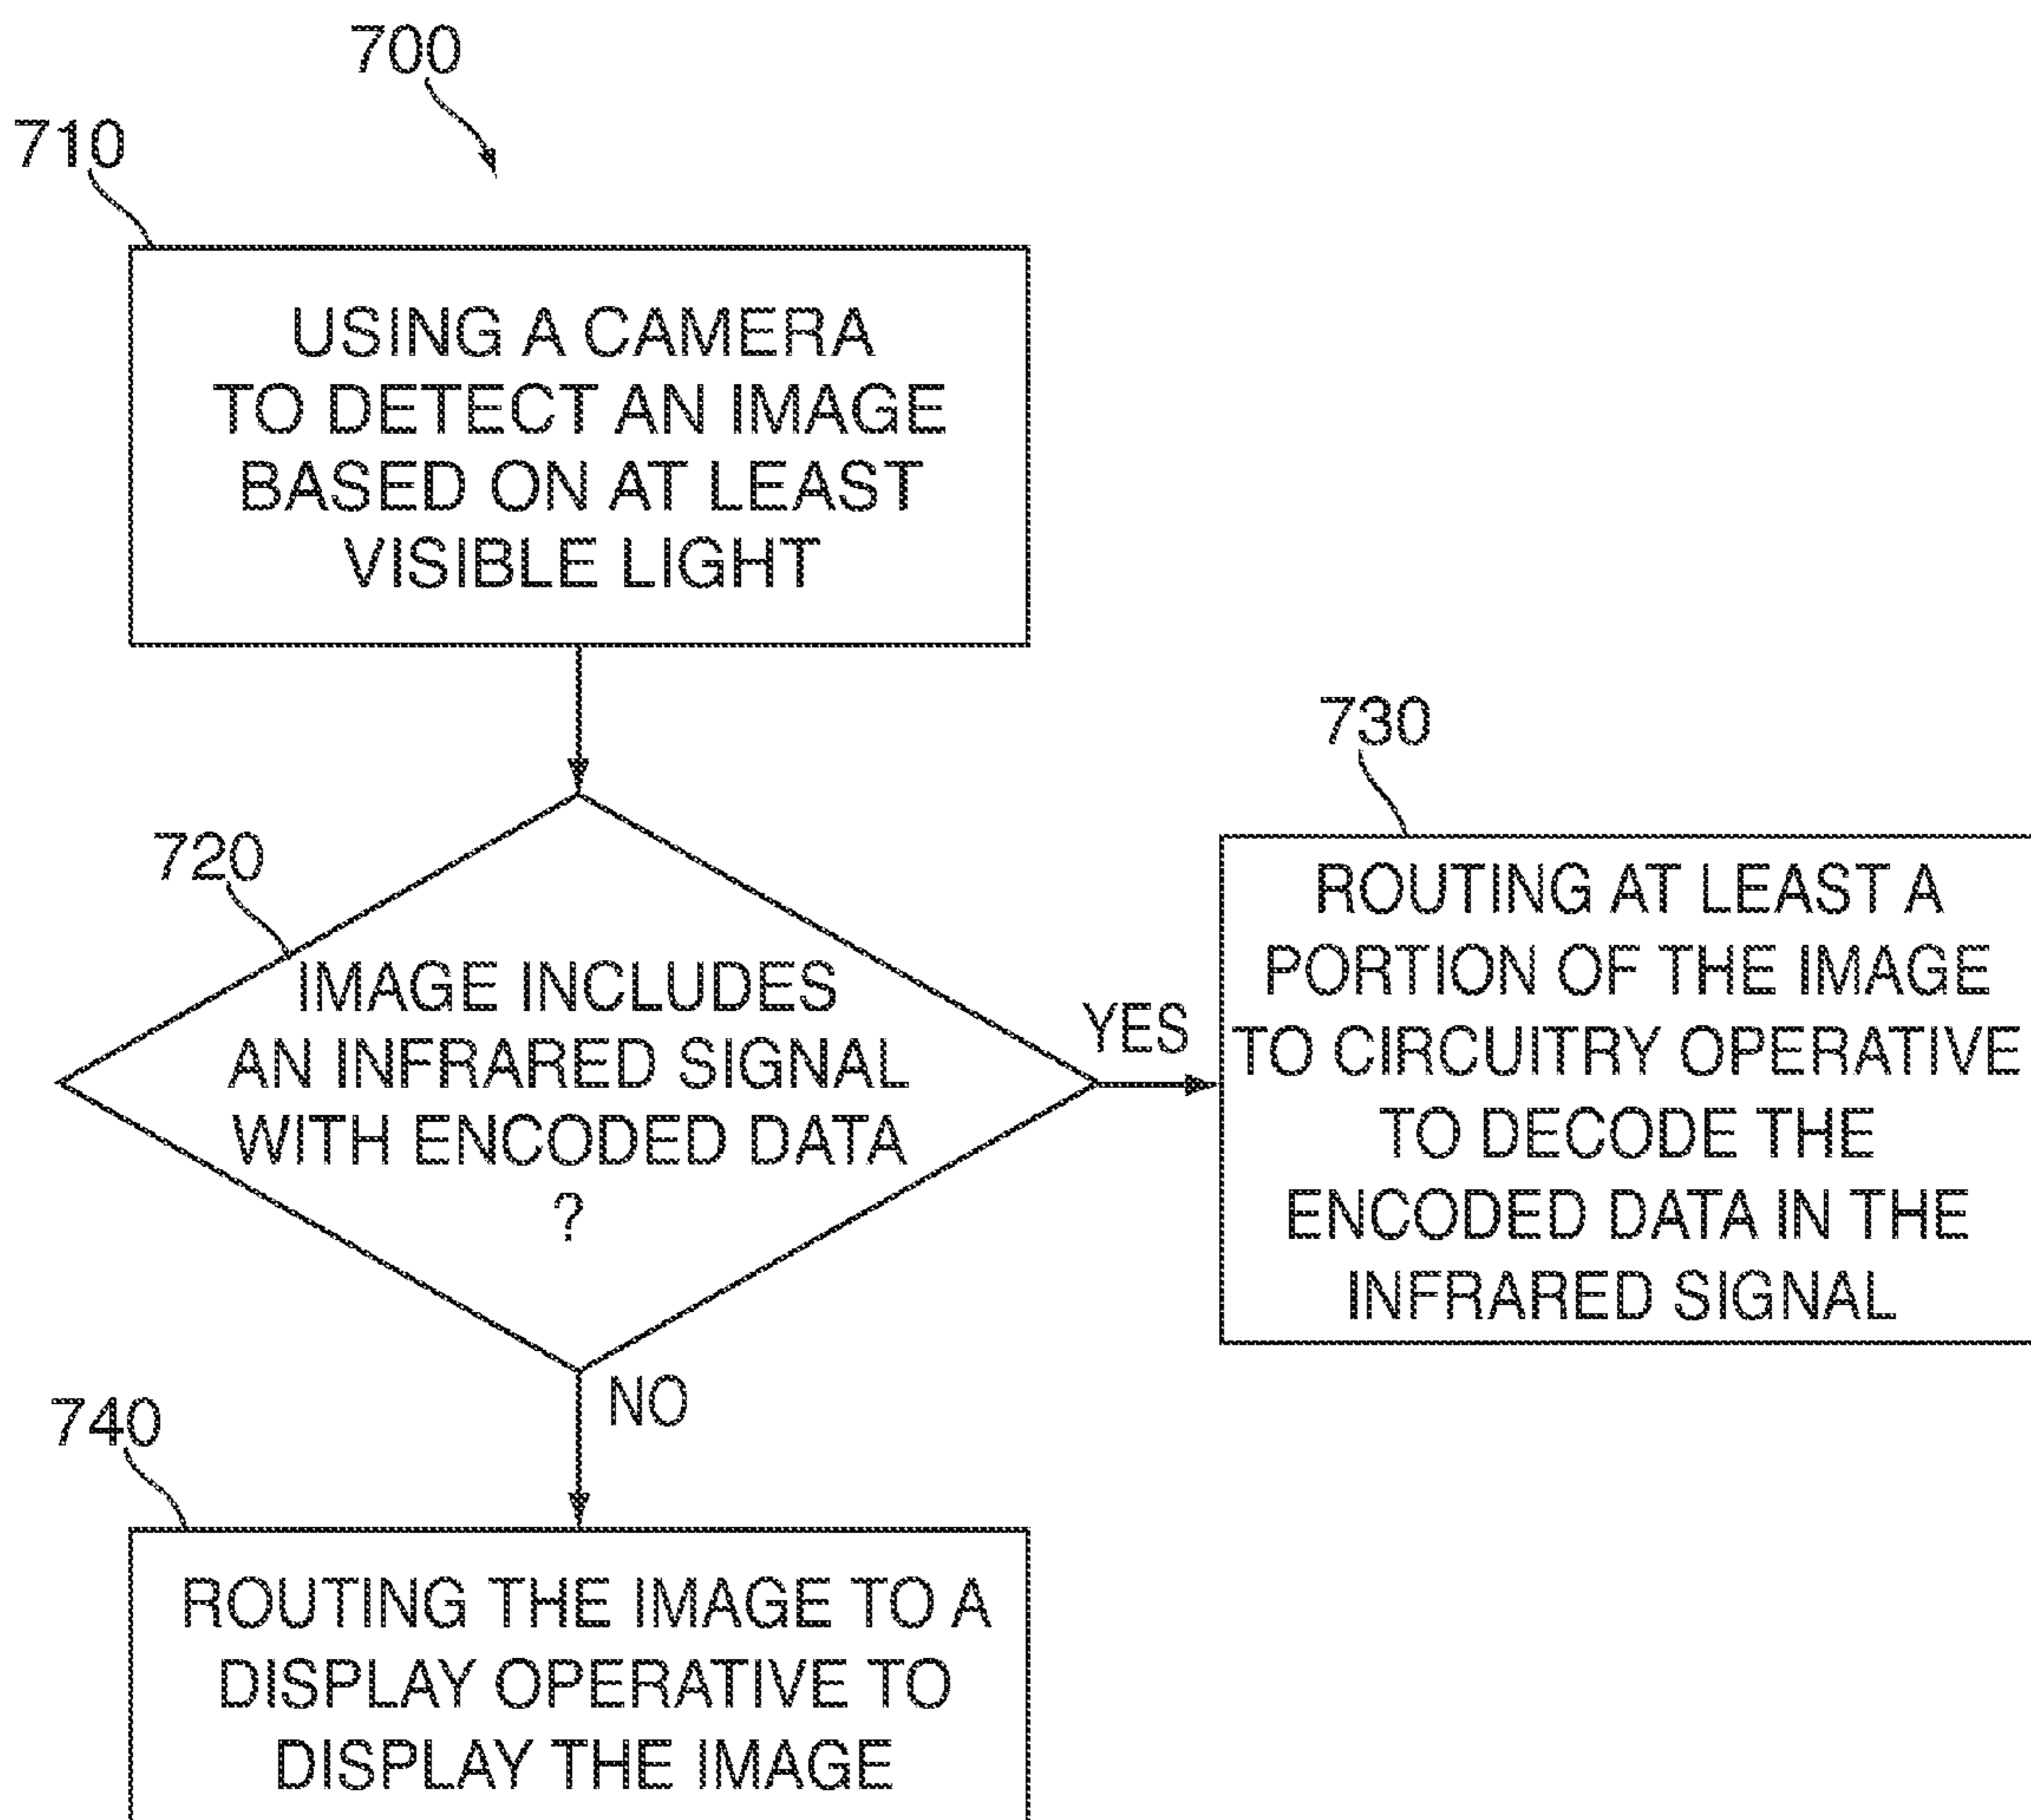 700
710
USING A CAMERA
TO DETECT AN IMAGE
BASED ON AT LEAST
VISIBLE LIGHT
720
IMAGE INCLUDES
AN INFRARED SIGNAL
WITH ENCODED DATA
?
YES
730
ROUTING AT LEAST A
PORTION OF THE IMAGE
TO CIRCUITRY OPERATIVE
TO DECODE THE
ENCODED DATA IN THE
INFRARED SIGNAL
NO
740
ROUTING THE IMAGE TO A
DISPLAY OPERATIVE TO
DISPLAY THE IMAGE